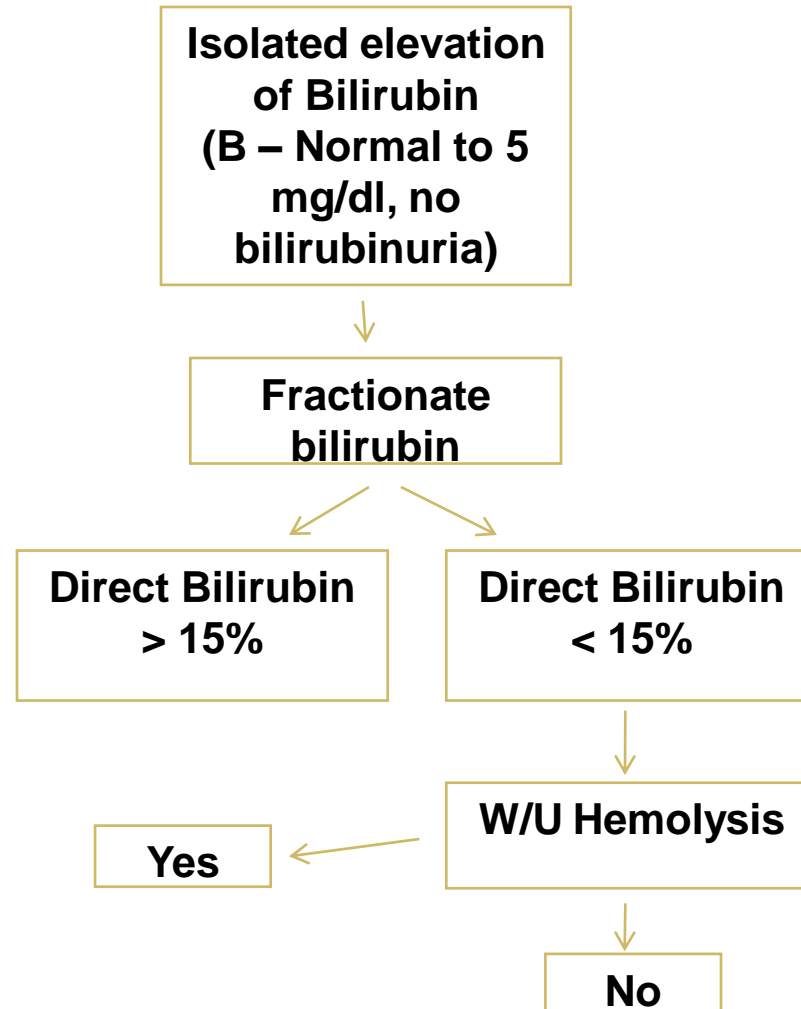 Isolated elevation
of Bilirubin
(B – Normal to 5
mg/dl, no
bilirubinuria)
Fractionate
bilirubin
Direct Bilirubin
> 15%
Direct Bilirubin
< 15%
W/U Hemolysis
Yes
No